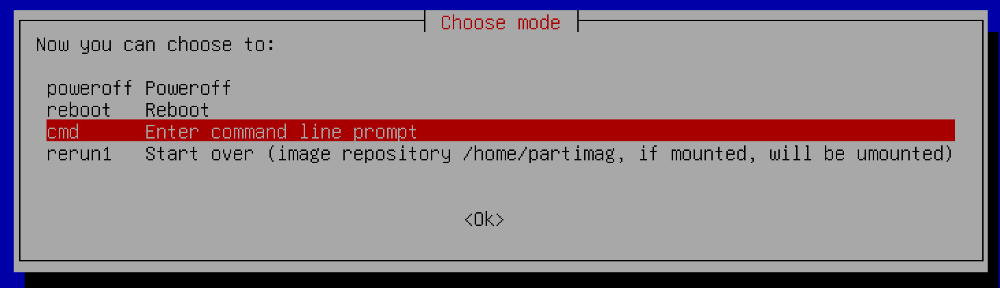 Choose mode
Now you can choose to:
poweroff Poweroff
reboot Reboot
cmd Enter command line prompt
rerun1 Start over (image repository /home/partimag, if mounted, will be umounted)
<Ok>